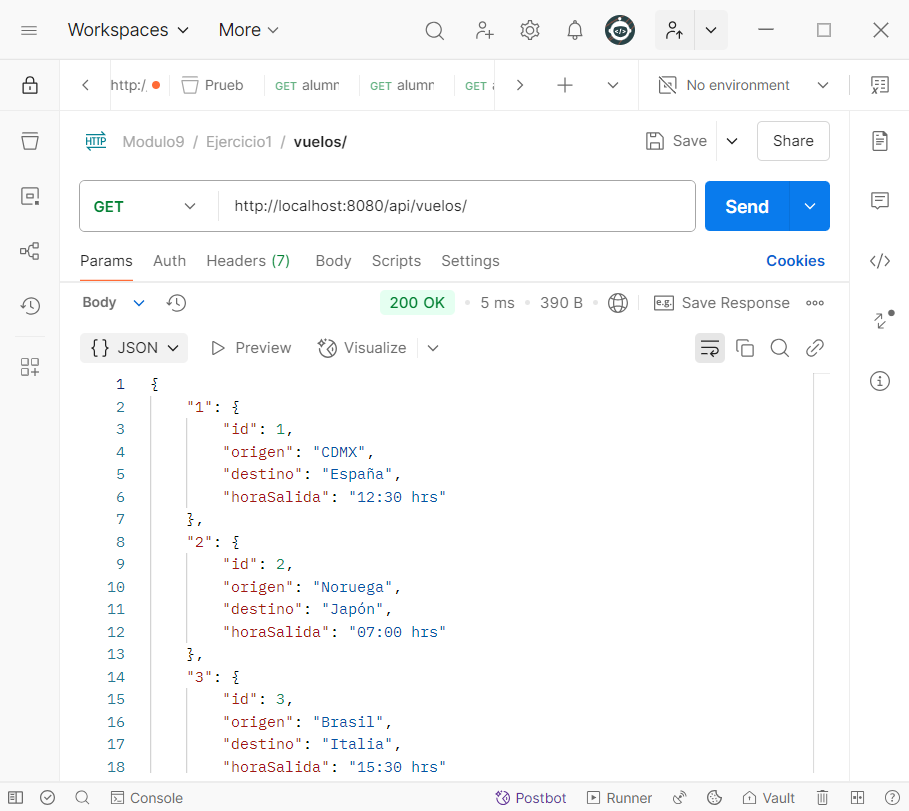 Workspaces More
http:/ Prueb GET alumn GET alumn GET No environment
HTTP Modulo9 / Ejercicio1 / vuelos/ Save Share
GET http://localhost:8080/api/vuelos/ Send
Params Auth Headers (7) Body Scripts Settings Cookies
Body 200 OK 5 ms 390 B e.g. Save Response
{} JSON Preview Visualize
1 {
2 "1": {
3 "id": 1,
4 "origen": "CDMX",
5 "destino": "España",
6 "horaSalida": "12:30 hrs"
7 },
8 "2": {
9 "id": 2,
10 "origen": "Noruega",
11 "destino": "Japón",
12 "horaSalida": "07:00 hrs"
13 },
14 "3": {
15 "id": 3,
16 "origen": "Brasil",
17 "destino": "Italia",
18 "horaSalida": "15:30 hrs"
Console Postbot Runner Vault